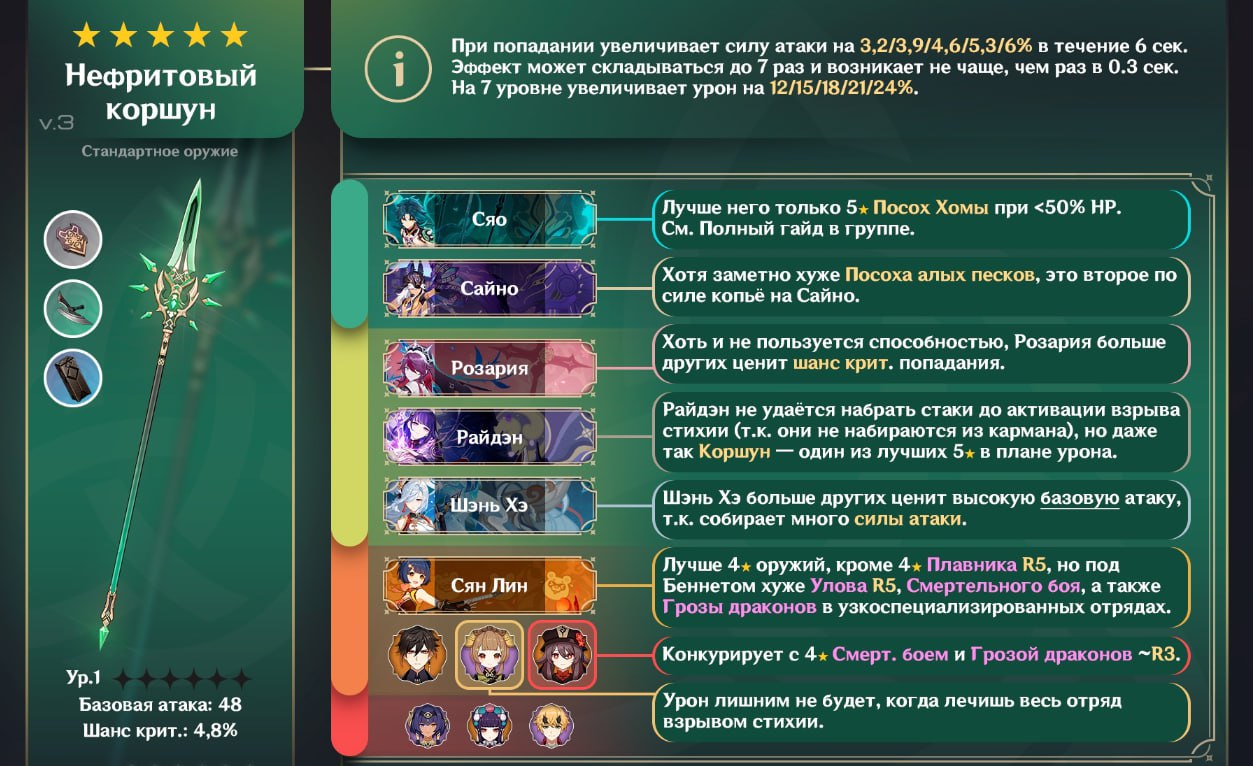 Нефритовый
коршун
v.3
Стандартное оружие
Ур.1
Базовая атака: 48
Шанс крит.: 4,8%
i
При попадании увеличивает силу атаки на 3,2/3,9/4,6/5,3/6% в течение 6 сек.
Эффект может складываться до 7 раз и возникает не чаще, чем раз в 0.3 сек.
На 7 уровне увеличивает урон на 12/15/18/21/24%.
Сяо
Лучше него только 5★ Посох Хомы при <50% HP.
См. Полный гайд в группе.
Сайно
Хотя заметно хуже Посоха алых песков, это второе по
силе копьё на Сайно.
Розария
Хоть и не пользуется способностью, Розария больше
других ценит шанс крит. попадания.
Райдэн
Райдэн не удаётся набрать стаки до активации взрыва
стихии (т.к. они не набираются из кармана), но даже
так Коршун — один из лучших 5★ в плане урона.
Шэнь Хэ
Шэнь Хэ больше других ценит высокую базовую атаку,
т.к. собирает много силы атаки.
Сян Лин
Лучше 4★ оружий, кроме 4★ Плавника R5, но под
Беннетом хуже Улова R5, Смертельного боя, а также
Грозы драконов в узкоспециализированных отрядах.
Конкурирует с 4★ Смерт. боем и Грозой драконов ~R3.
Урон лишним не будет, когда лечишь весь отряд
взрывом стихии.